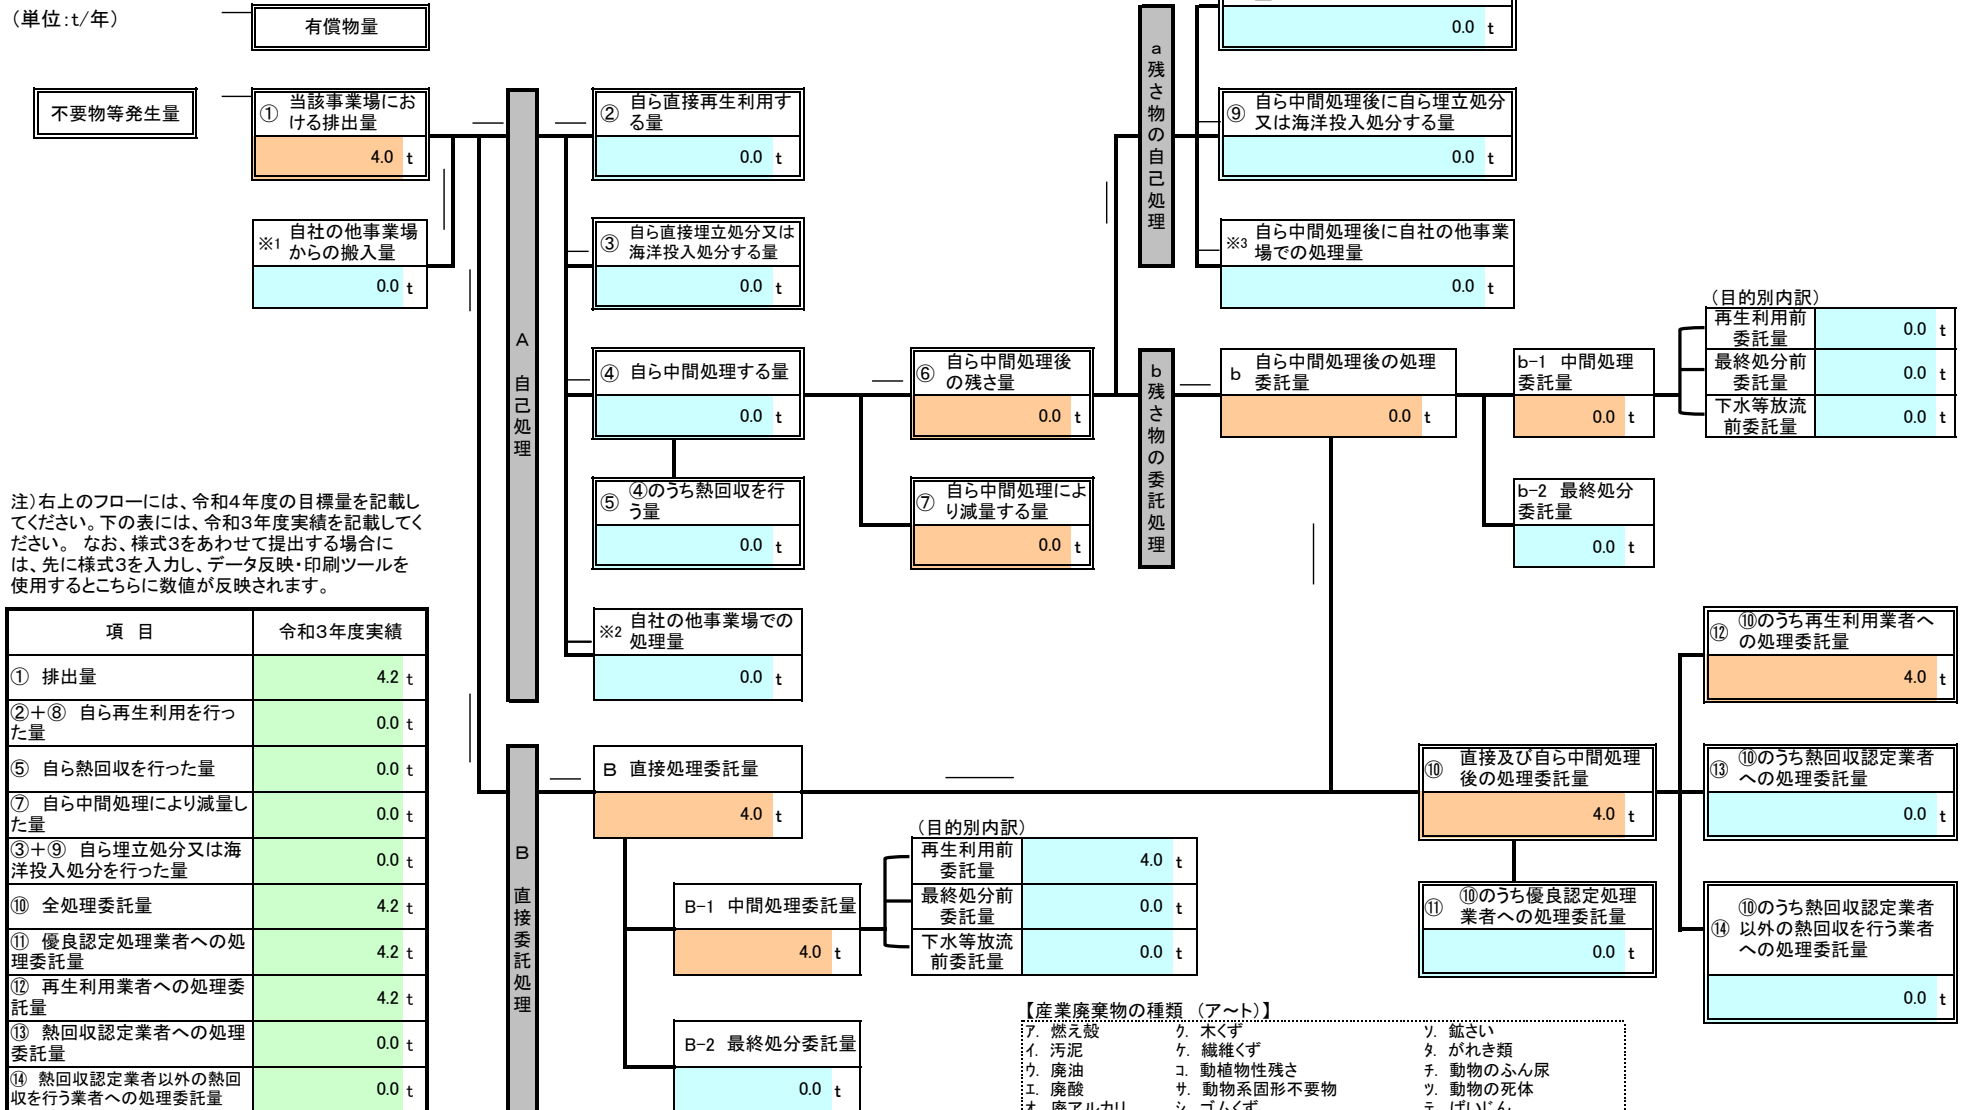 （単位：t/年）
有償物量
不要物等発生量
① 当該事業場にお
ける排出量
4.0 t
※1 自社の他事業場
からの搬入量
0.0 t
A 自己処理
② 自ら直接再生利用す
る量
0.0 t
③ 自ら直接埋立処分又は
海洋投入処分する量
0.0 t
④ 自ら中間処理する量
0.0 t
⑤ ④のうち熱回収を行
う量
0.0 t
※2 自社の他事業場での
処理量
0.0 t
⑥ 自ら中間処理後
の残さ量
0.0 t
⑦ 自ら中間処理によ
り減量する量
0.0 t
a 残さ物の自己処理
0.0 t
⑨ 自ら中間処理後に自ら埋立処分
又は海洋投入処分する量
0.0 t
※3 自ら中間処理後に自社の他事業
場での処理量
0.0 t
b 残さ物の委託処理
b 自ら中間処理後の処理
委託量
0.0 t
b-1 中間処理
委託量
0.0 t
b-2 最終処分
委託量
0.0 t
（目的別内訳）
再生利用前
委託量
0.0 t
最終処分前
委託量
0.0 t
下水等放流
前委託量
0.0 t
注）右上のフローには、令和４年度の目標量を記載し
てください。下の表には、令和３年度実績を記載してく
ださい。 なお、様式３をあわせて提出する場合に
は、先に様式３を入力し、データ反映・印刷ツールを
使用するとこちらに数値が反映されます。
項 目 令和３年度実績
① 排出量 4.2 t
②＋⑧ 自ら再生利用を行っ
た量 0.0 t
⑤ 自ら熱回収を行った量 0.0 t
⑦ 自ら中間処理により減量し
た量 0.0 t
③＋⑨ 自ら埋立処分又は海
洋投入処分を行った量 0.0 t
⑩ 全処理委託量 4.2 t
⑪ 優良認定処理業者への処
理委託量 4.2 t
⑫ 再生利用業者への処理委
託量 4.2 t
⑬ 熱回収認定業者への処理
委託量 0.0 t
⑭ 熱回収認定業者以外の熱回
収を行う業者への処理委託量 0.0 t
B 直接委託処理
B 直接処理委託量
4.0 t
B-1 中間処理委託量
4.0 t
B-2 最終処分委託量
0.0 t
（目的別内訳）
再生利用前
委託量
4.0 t
最終処分前
委託量
0.0 t
下水等放流
前委託量
0.0 t
⑩ 直接及び自ら中間処理
後の処理委託量
4.0 t
⑪ ⑩のうち優良認定処理
業者への処理委託量
0.0 t
⑫ ⑩のうち再生利用業者へ
の処理委託量
4.0 t
⑬ ⑩のうち熱回収認定業者
への処理委託量
0.0 t
⑭ ⑩のうち熱回収認定業者
以外の熱回収を行う業者
への処理委託量
0.0 t
【産業廃棄物の種類 （ア～ト）】
ｱ. 燃え殻 ｸ. 木くず ｿ. 鉱さい
ｲ. 汚泥 ｹ. 繊維くず ﾀ. がれき類
ｳ. 廃油 ｺ. 動植物性残さ ﾁ. 動物のふん尿
ｴ. 廃酸 ｻ. 動物系固形不要物 ﾂ. 動物の死体
ｵ. 廃アルカリ ｼ. ゴムくず ﾃ. ばいじん